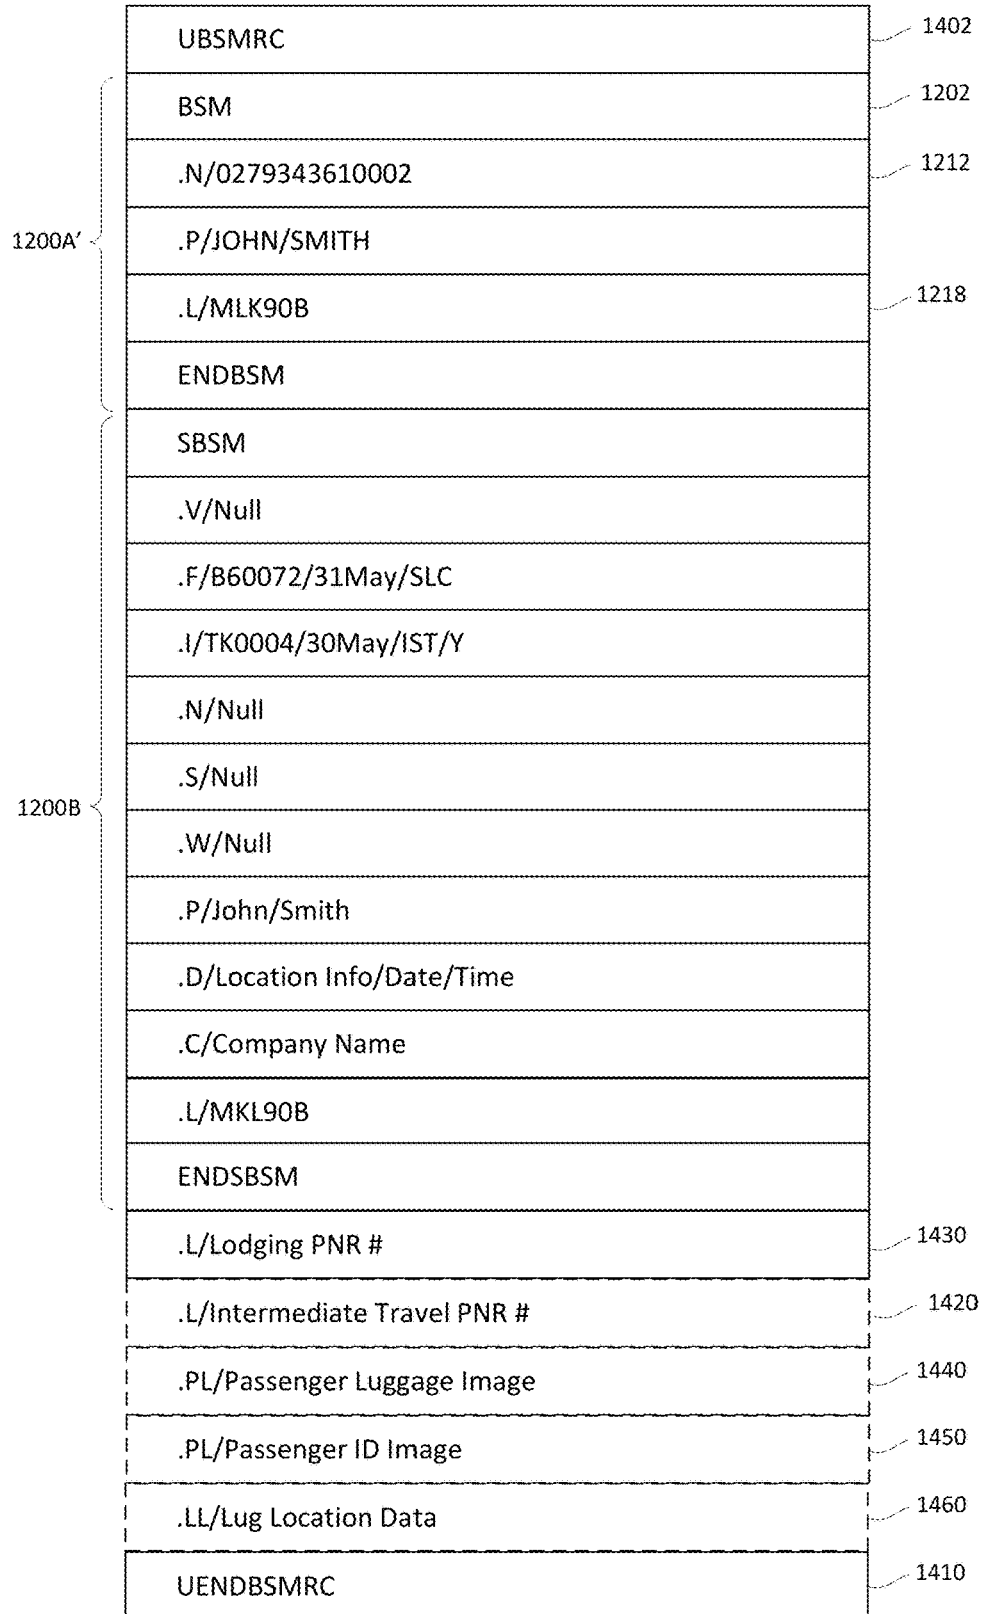 UBSMRC 1402
BSM 1202
.N/0279343610002 1212
1200A' .P/JOHN/SMITH
.L/MLK90B 1218
ENDBSM
SBSM
.V/Null
.F/B60072/31May/SLC
.I/TK0004/30May/IST/Y
.N/Null
.S/Null
1200B
.W/Null
.P/John/Smith
.D/Location Info/Date/Time
.C/Company Name
.L/MKL90B
ENDSBSM
.L/Lodging PNR # 1430
.L/Intermediate Travel PNR # 1420
.PL/Passenger Luggage Image 1440
.PL/Passenger ID Image 1450
.LL/Lug Location Data 1460
UENDBSMRC 1410